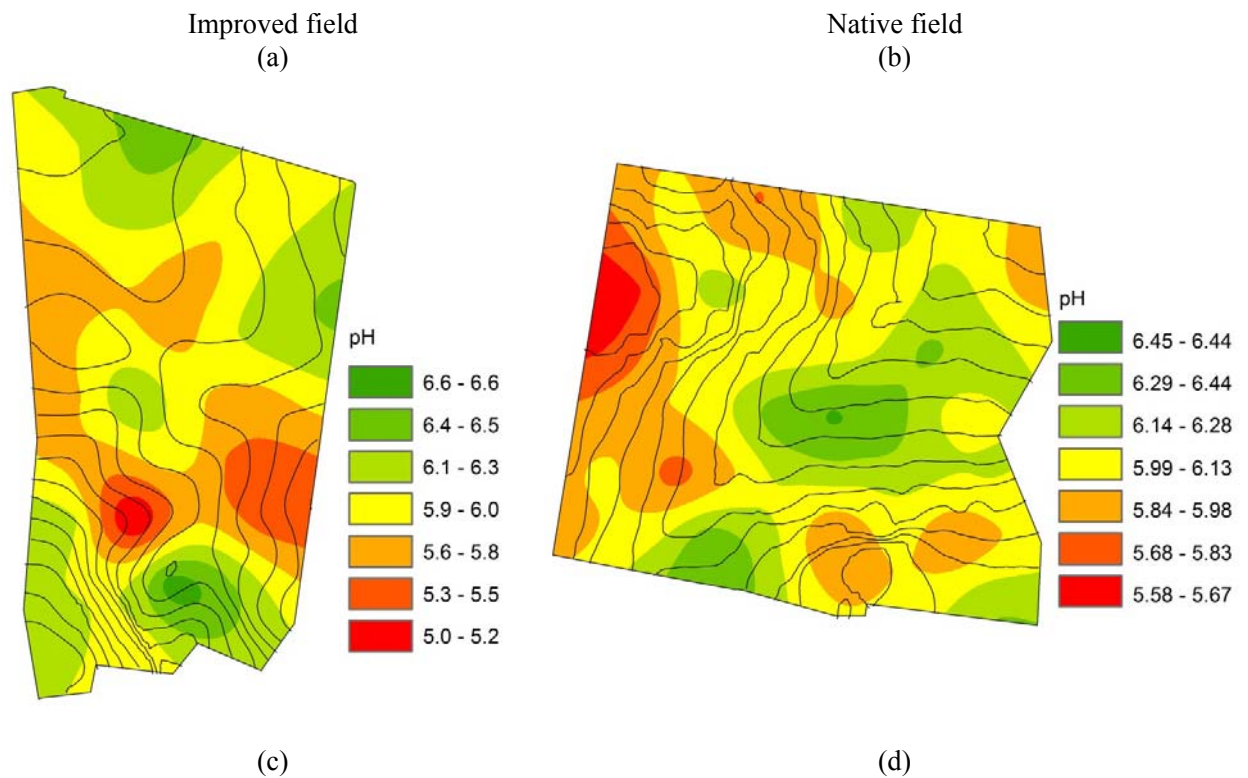 Improved field
(a)
Native field
(b)
pH
6.6 - 6.6
6.4 - 6.5
6.1 - 6.3
5.9 - 6.0
5.6 - 5.8
5.3 - 5.5
5.0 - 5.2
pH
6.45 - 6.44
6.29 - 6.44
6.14 - 6.28
5.99 - 6.13
5.84 - 5.98
5.68 - 5.83
5.58 - 5.67
(c)
(d)